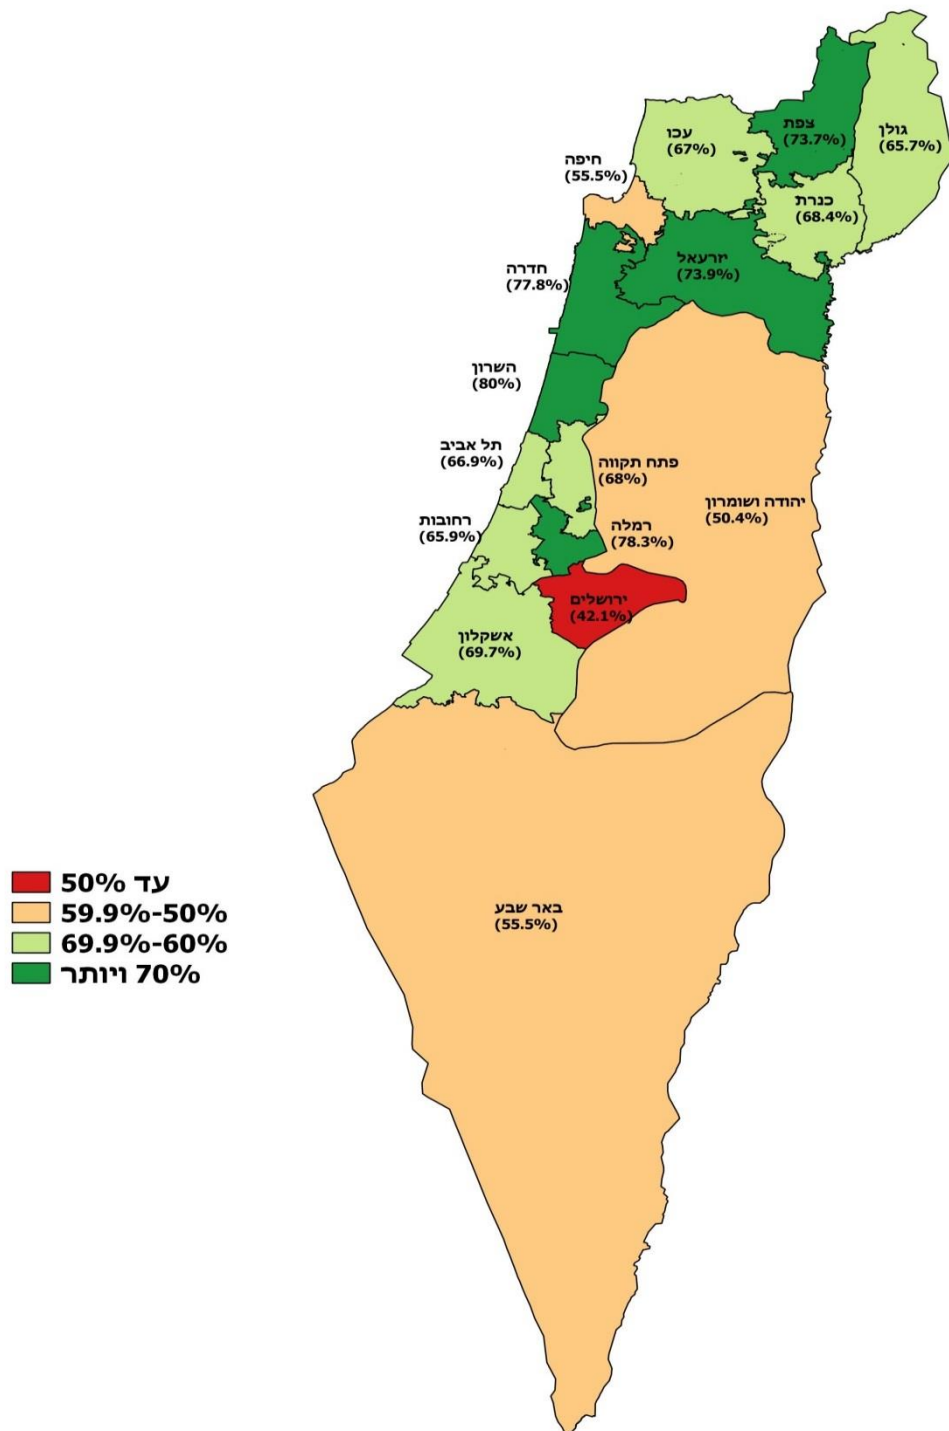 צפת
(73.7%)
גולן
(65.7%)
עכו
(67%)
חיפה
(55.5%)
כנרת
(68.4%)
יזרעאל
(73.9%)
חדרה
(77.8%)
השרון
(80%)
תל אביב
(66.9%)
פתח תקווה
(68%)
יהודה ושומרון
(50.4%)
רחובות
(65.9%)
רמלה
(78.3%)
ירושלים
(42.1%)
אשקלון
(69.7%)
באר שבע
(55.5%)
עד 50%
59.9%-50%
69.9%-60%
70% ויותר